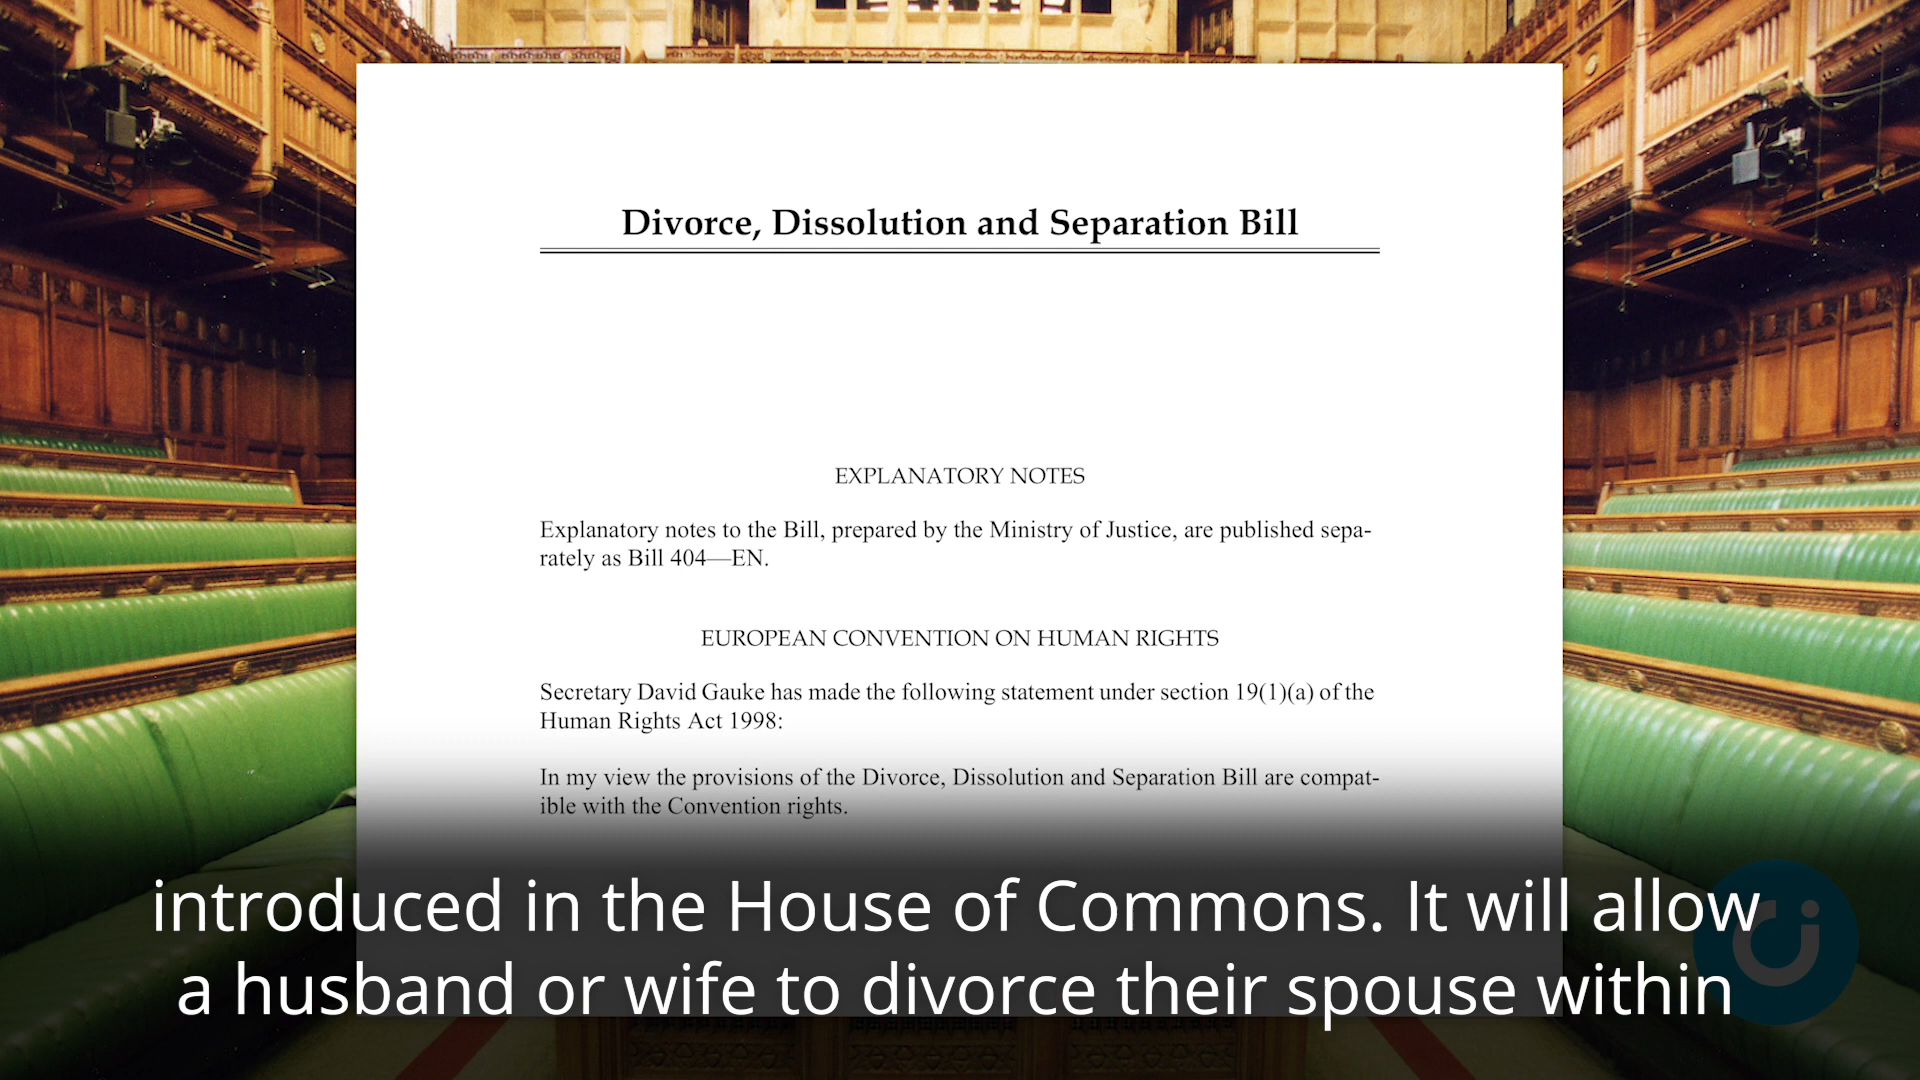 Divorce, Dissolution and Separation Bill
EXPLANATORY NOTES
Explanatory notes to the Bill, prepared by the Ministry of Justice, are published sepa-
rately as Bill 404—EN.
EUROPEAN CONVENTION ON HUMAN RIGHTS
Secretary David Gauke has made the following statement under section 19(1)(a) of the
Human Rights Act 1998:
In my view the provisions of the Divorce, Dissolution and Separation Bill are compat-
ible with the Convention rights.
introduced in the House of Commons. It will allow
a husband or wife to divorce their spouse within